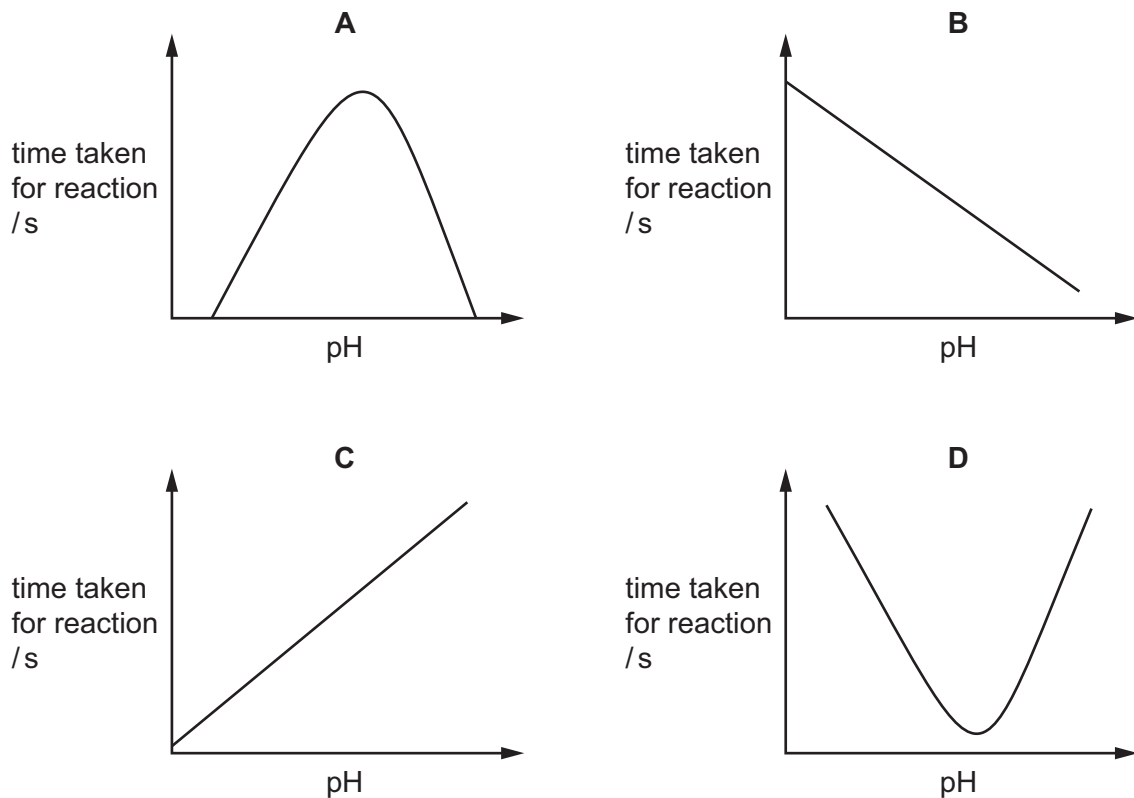 A
time taken
for reaction
/ s
pH
B
time taken
for reaction
/ s
pH
C
time taken
for reaction
/ s
pH
D
time taken
for reaction
/ s
pH